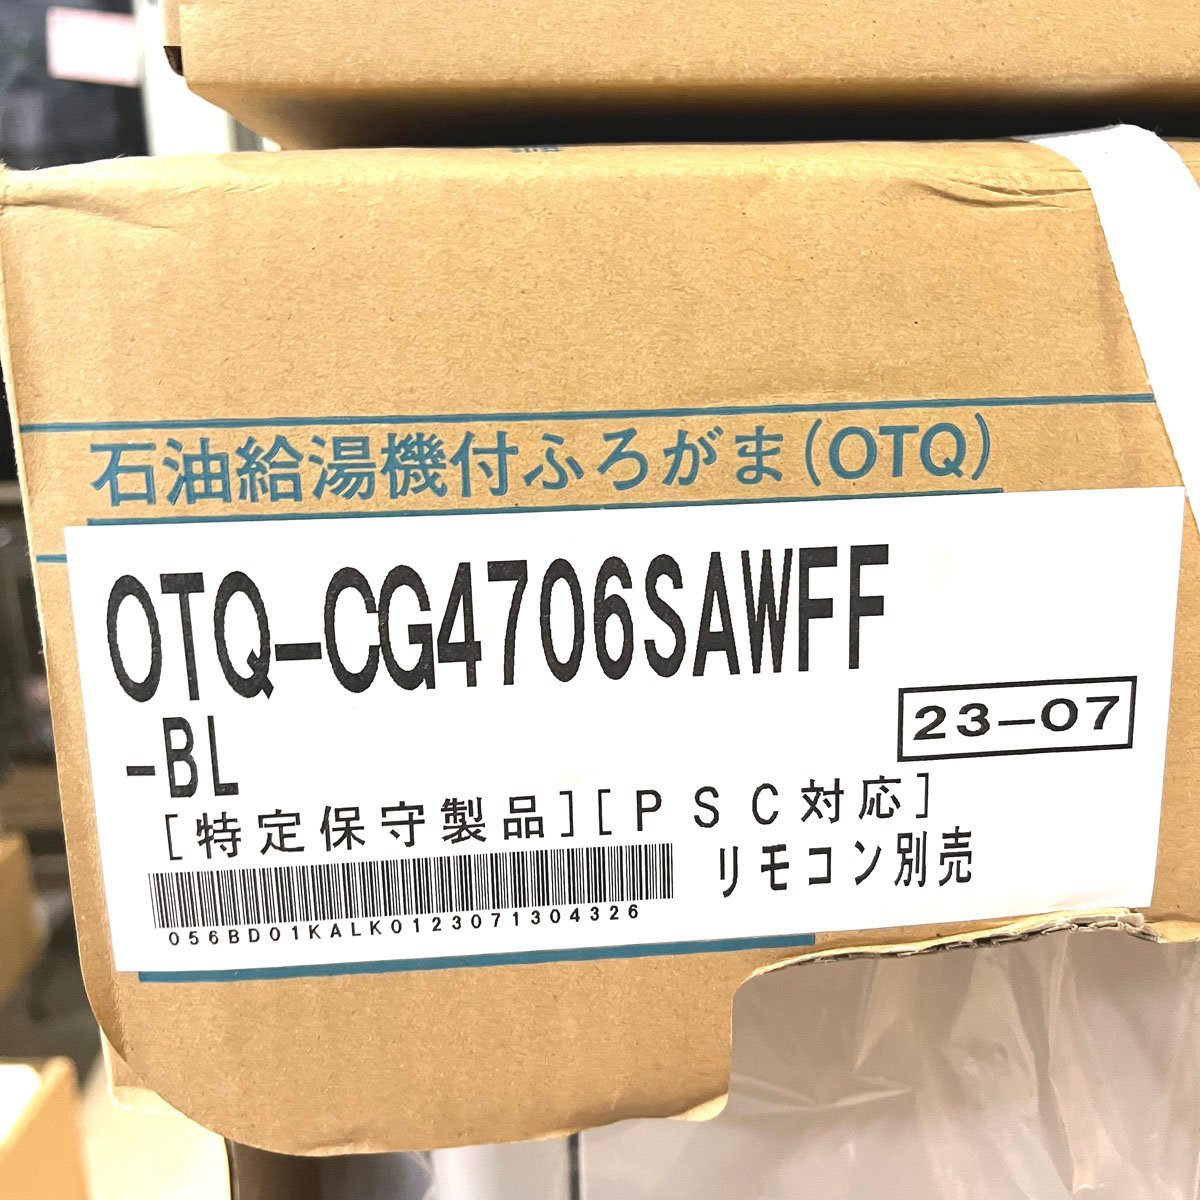 石油給湯機付ふろがま(OTQ)
OTQ-CG4706SAWFF
-BL
23-07
[特定保守製品][PSC対応]
リモコン別売
056BD01KALK0123071304326